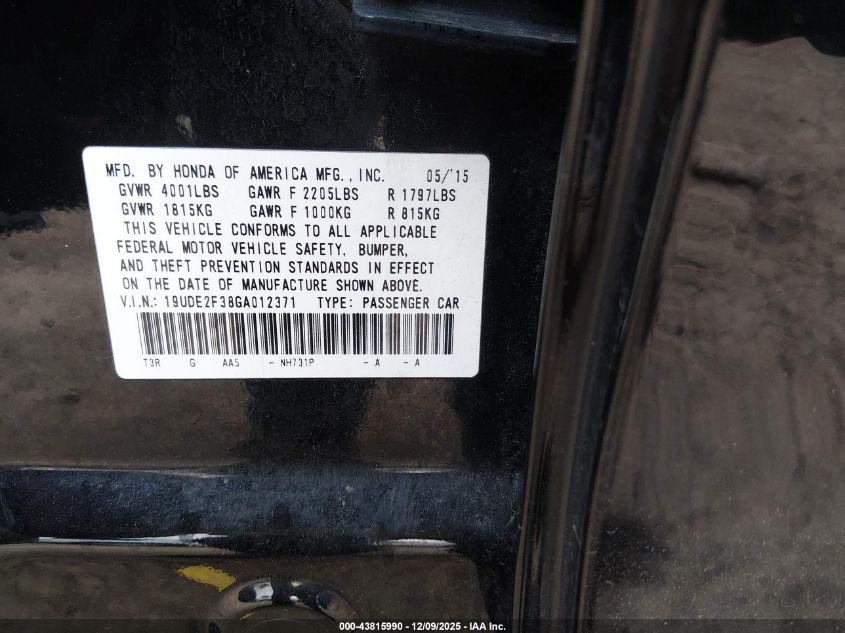 MFD. BY HONDA OF AMERICA MFG., INC. 05/'15
GVWR 4001LBS GAWR F 2205LBS R 1797LBS
GVWR 1815KG GAWR F 1000KG R 815KG
THIS VEHICLE CONFORMS TO ALL APPLICABLE
FEDERAL MOTOR VEHICLE SAFETY, BUMPER,
AND THEFT PREVENTION STANDARDS IN EFFECT
ON THE DATE OF MANUFACTURE SHOWN ABOVE.
V.I.N.: 19UDE2F38GA012371 TYPE: PASSENGER CAR
T3R G AA5 - NH731P - A - A
000-43815990 - 12/09/2025 - IAA Inc.